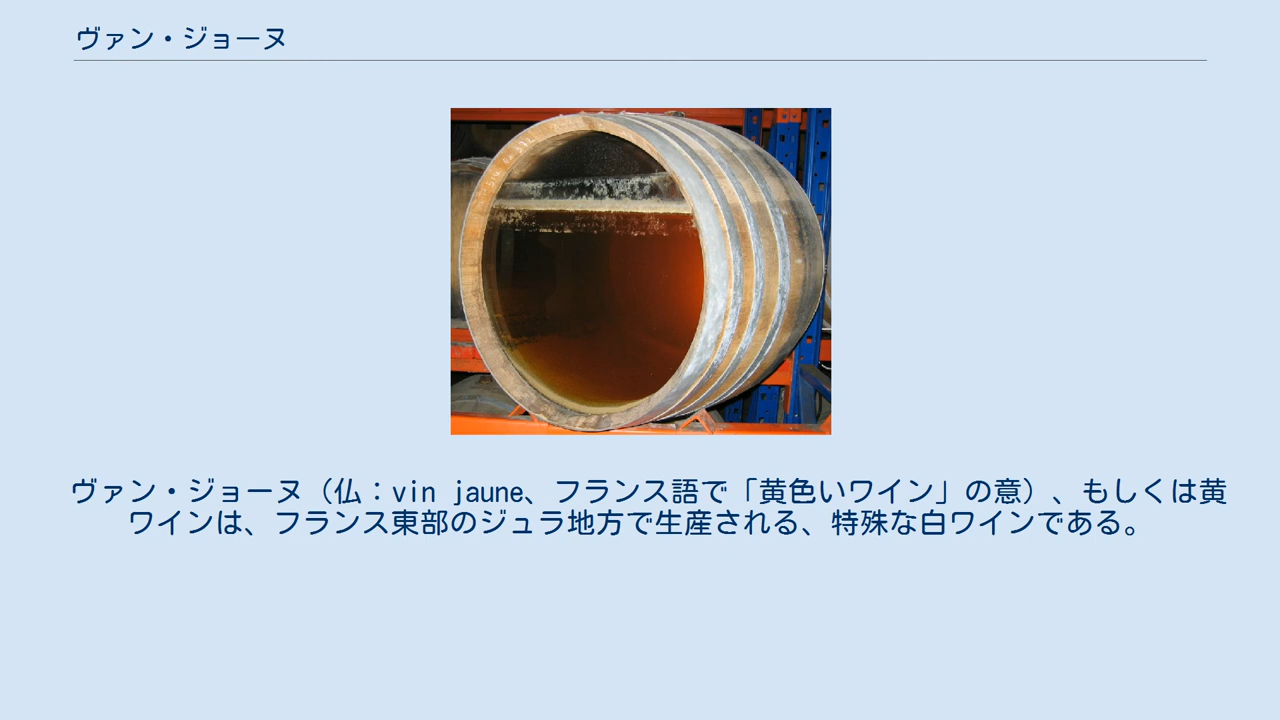 ヴァン・ジョーヌ
ヴァン・ジョーヌ（仏：vin jaune、フランス語で「黄色いワイン」の意）、もしくは黄
ワインは、フランス東部のジュラ地方で生産される、特殊な白ワインである。